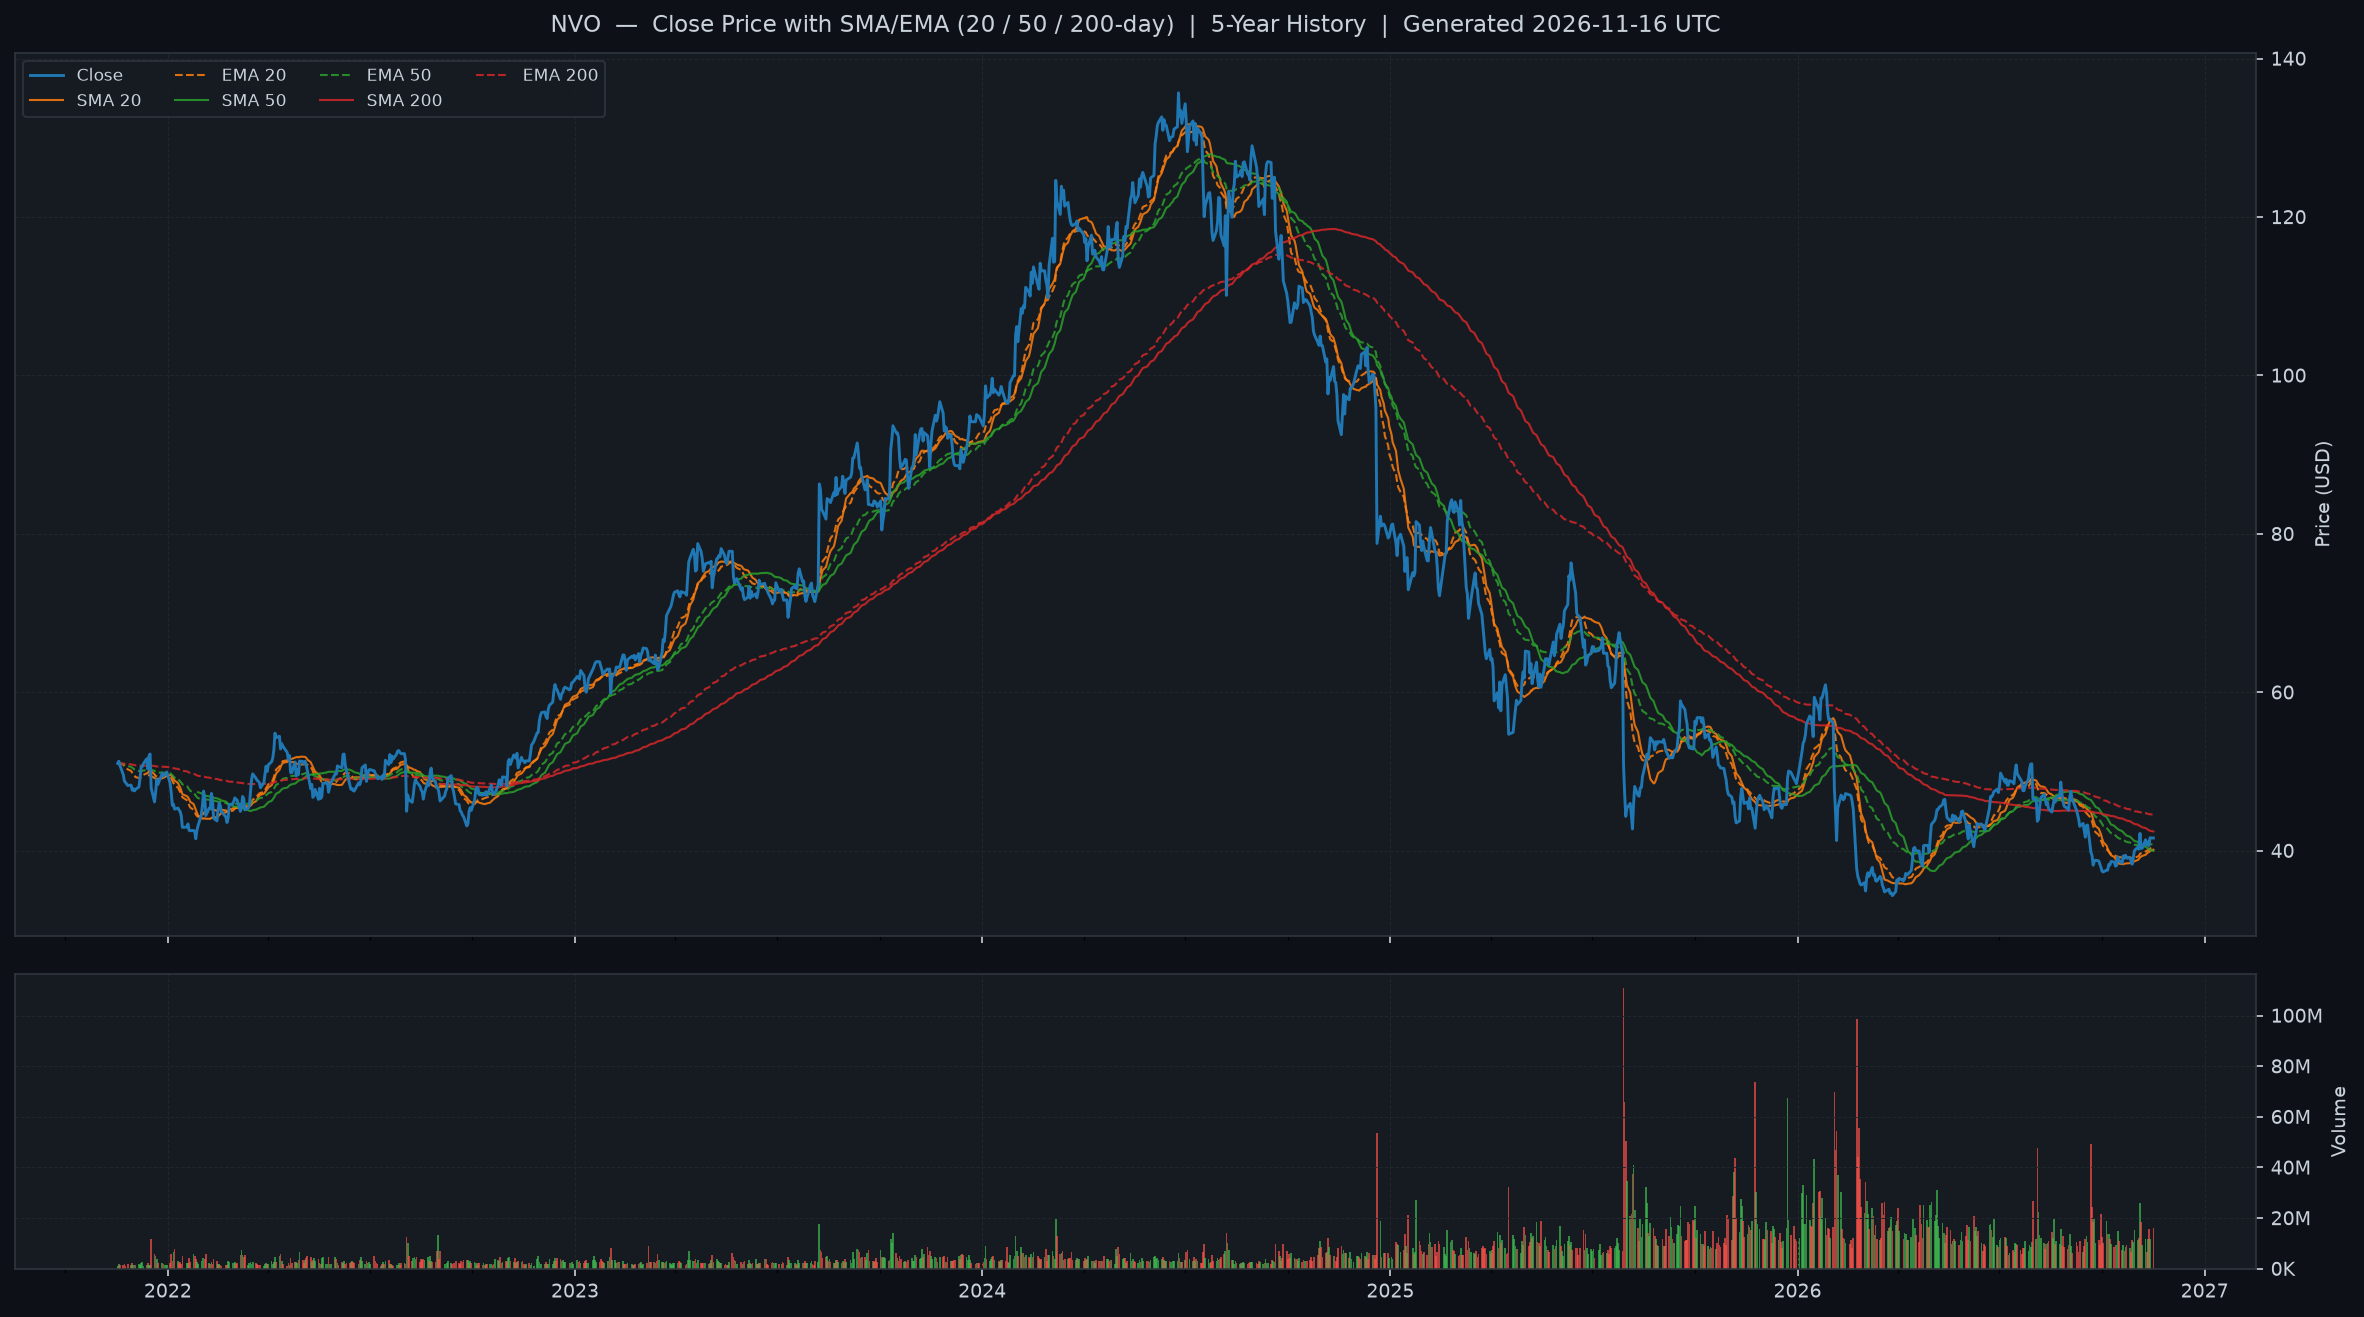 NVO — Close Price with SMA/EMA (20 / 50 / 200-day) | 5-Year History | Generated 2026-11-16 UTC
Close EMA 20 EMA 50 EMA 200
SMA 20 SMA 50 SMA 200
140
120
100
80
60
40
Price (USD)
100M
80M
60M
40M
20M
0K
Volume
2022 2023 2024 2025 2026 2027